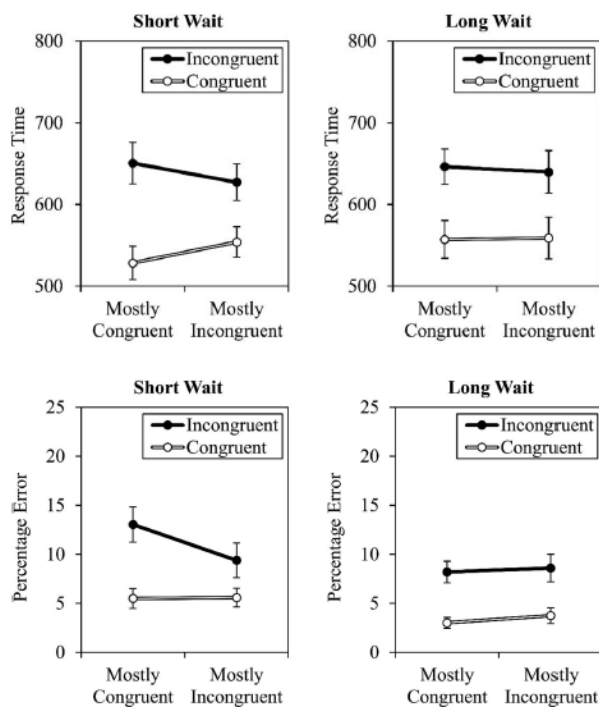 Short Wait
800
700
600
500
Response Time
Incongruent
Congruent
Mostly
Congruent
Mostly
Incongruent
Long Wait
800
700
600
500
Response Time
Incongruent
Congruent
Mostly
Congruent
Mostly
Incongruent
Short Wait
25
20
15
10
5
0
Percentage Error
Incongruent
Congruent
Mostly
Congruent
Mostly
Incongruent
Long Wait
25
20
15
10
5
0
Percentage Error
Incongruent
Congruent
Mostly
Congruent
Mostly
Incongruent